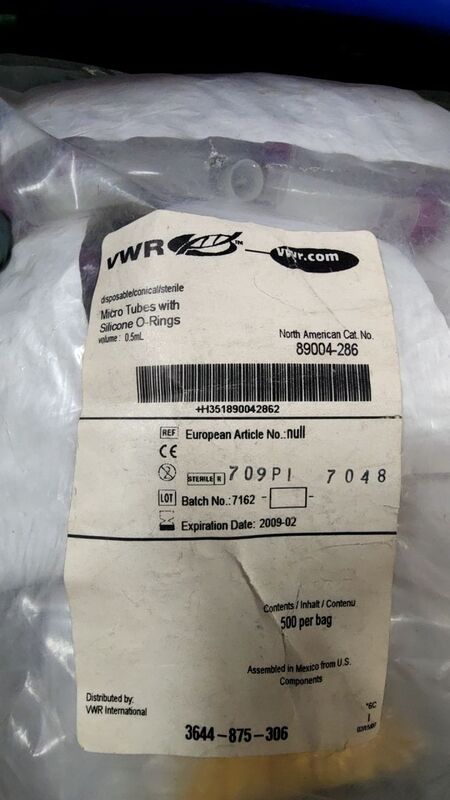 VWR
vwr.com
disposable/conical/sterile
Micro Tubes with
Silicone O-Rings
volume: 0.5mL
North American Cat. No.
89004-286
+H351890042862
REF European Article No.:null
CE
STERILE R 709PI 7048
LOT Batch No.:7162 - -
Expiration Date: 2009-02
Contents / Inhalt / Contenu
500 per bag
Assembled in Mexico from U.S.
Components
Distributed by:
VWR International
3644-875-306
*6C
I